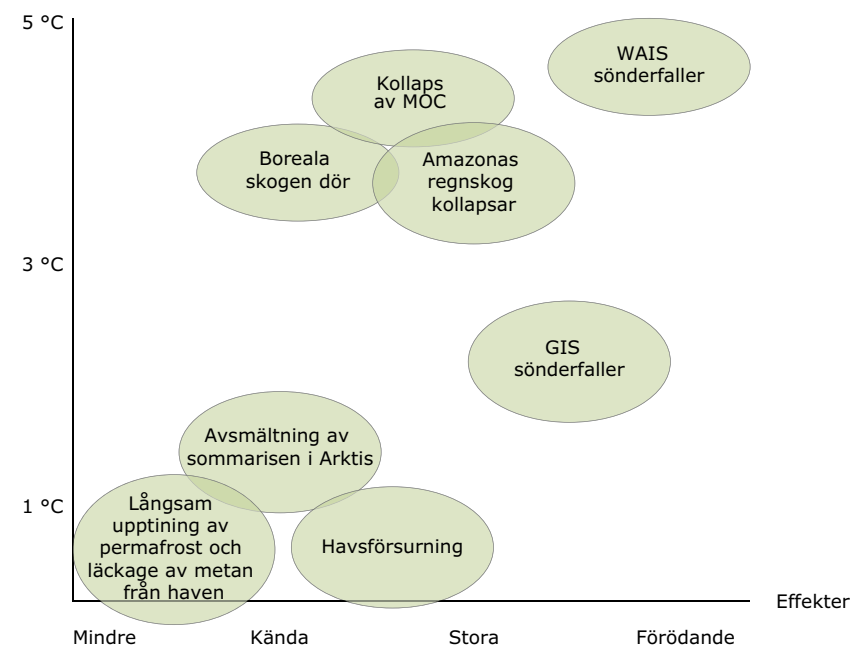 5 °C
WAIS
sönderfaller
Kollaps
av MOC
Boreala
skogen dör
Amazonas
regnskog
kollapsar
3 °C
GIS
sönderfaller
Avsmältning av
sommarisen i Arktis
1 °C
Långsam
upptining av
permafrost och
läckage av metan
från haven
Havsförsurning
Effekter
Mindre
Kända
Stora
Förödande